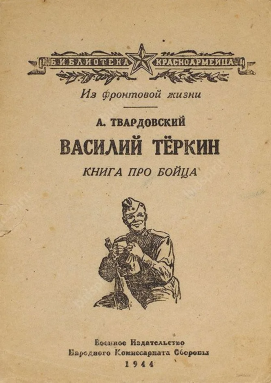 БИБЛИОТЕКА КРАСНОАРМЕЙЦА
Из фронтовой жизни
А. ТВАРДОВСКИЙ
ВАСИЛИЙ ТЁРКИН
КНИГА ПРО БОЙЦА
Военное Издательство
Народного Комиссариата Обороны
1944